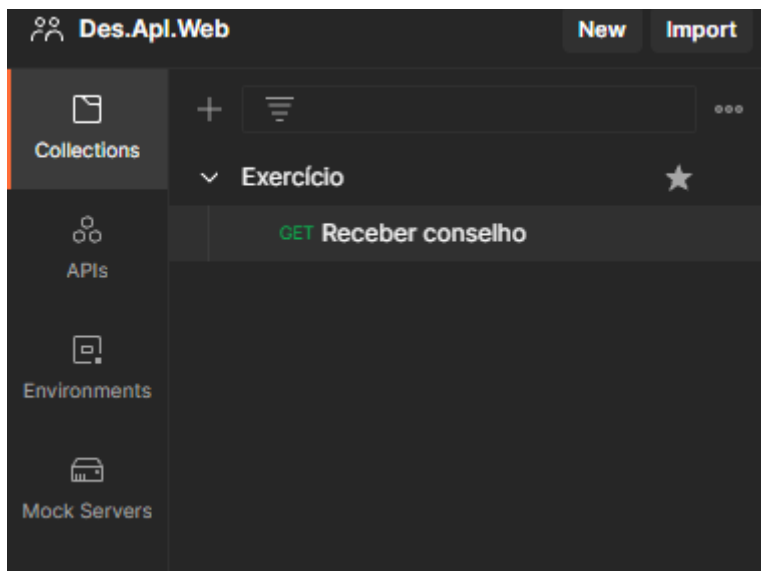 Des.Apl.Web
New
Import
Collections
Exercício
GET Receber conselho
APIs
Environments
Mock Servers